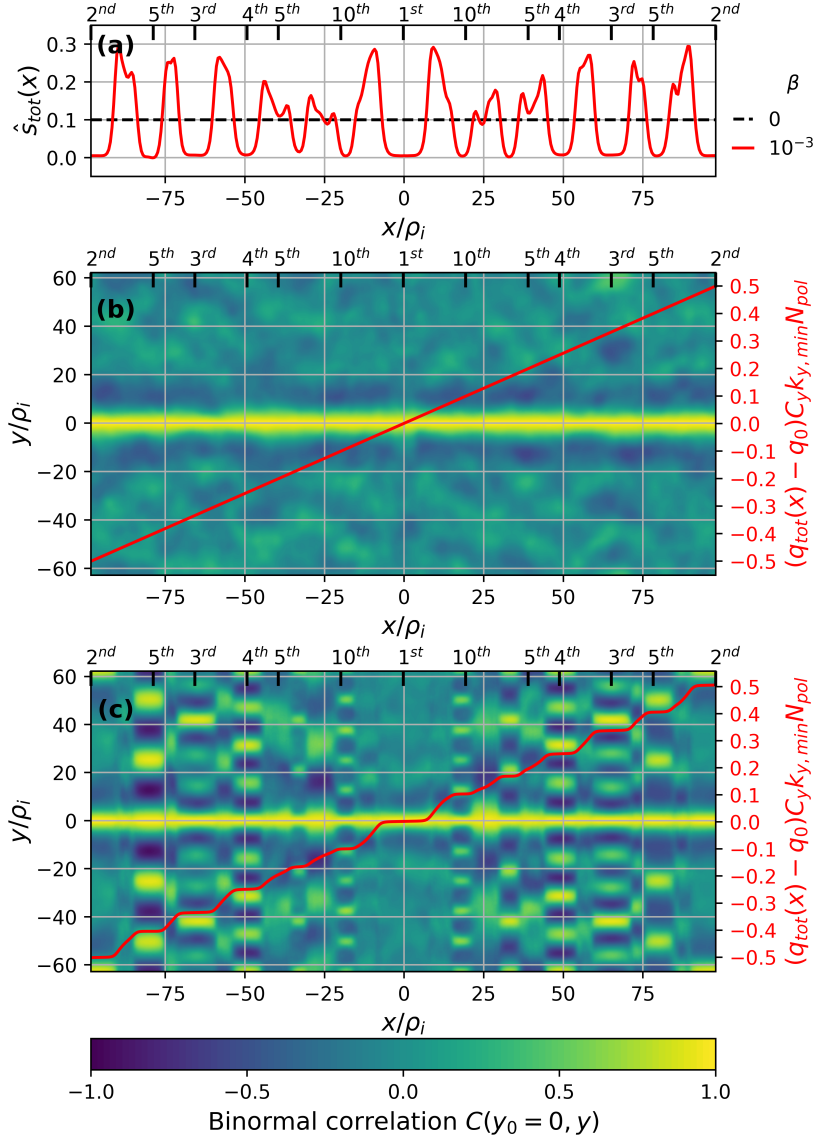 2nd 5th 3rd 4th 5th 10th 1st 10th 5th 4th 3rd 5th 2nd
(a)
0.3
0.2
0.1
0.0
ŝtot(x)
β
0
10⁻³
−75 −50 −25 0 25 50 75
x/ρi
2nd 5th 3rd 4th 5th 10th 1st 10th 5th 4th 3rd 5th 2nd
(b)
60
40
20
0
−20
−40
−60
y/ρi
0.5
0.4
0.3
0.2
0.1
0.0
−0.1
−0.2
−0.3
−0.4
−0.5
(qtot(x) − q0)Cyky,minNpol
−75 −50 −25 0 25 50 75
x/ρi
2nd 5th 3rd 4th 5th 10th 1st 10th 5th 4th 3rd 5th 2nd
(c)
60
40
20
0
−20
−40
−60
y/ρi
0.5
0.4
0.3
0.2
0.1
0.0
−0.1
−0.2
−0.3
−0.4
−0.5
(qtot(x) − q0)Cyky,minNpol
−75 −50 −25 0 25 50 75
x/ρi
−1.0 −0.5 0.0 0.5 1.0
Binormal correlation C(y0 = 0, y)